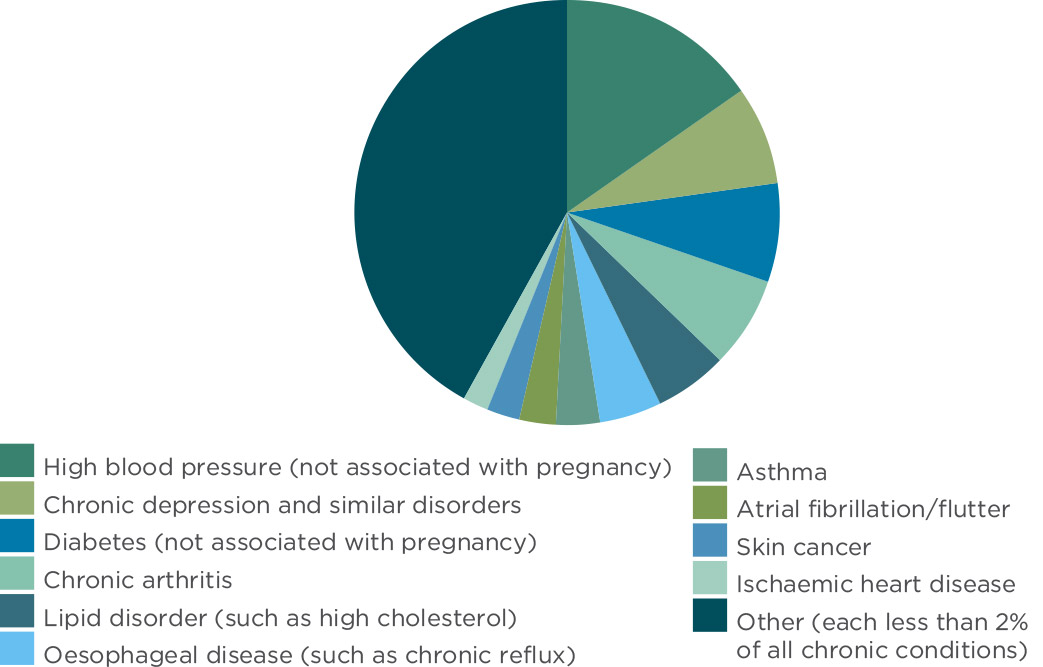 High blood pressure (not associated with pregnancy)
Chronic depression and similar disorders
Diabetes (not associated with pregnancy)
Chronic arthritis
Lipid disorder (such as high cholesterol)
Oesophageal disease (such as chronic reflux)
Asthma
Atrial fibrillation/flutter
Skin cancer
Ischaemic heart disease
Other (each less than 2%
of all chronic conditions)